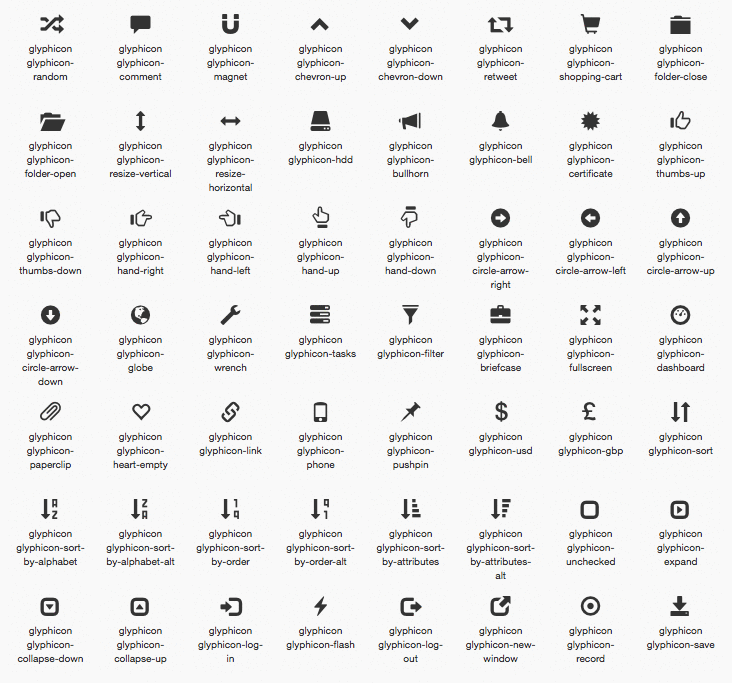 glyphicon
glyphicon-
random
glyphicon
glyphicon-
comment
glyphicon
glyphicon-
magnet
glyphicon
glyphicon-
chevron-up
glyphicon
glyphicon-
chevron-down
glyphicon
glyphicon-
retweet
glyphicon
glyphicon-
shopping-cart
glyphicon
glyphicon-
folder-close
glyphicon
glyphicon-
folder-open
glyphicon
glyphicon-
resize-vertical
glyphicon
glyphicon-
resize-
horizontal
glyphicon
glyphicon-hdd
glyphicon
glyphicon-
bullhorn
glyphicon
glyphicon-bell
glyphicon
glyphicon-
certificate
glyphicon
glyphicon-
thumbs-up
glyphicon
glyphicon-
thumbs-down
glyphicon
glyphicon-
hand-right
glyphicon
glyphicon-
hand-left
glyphicon
glyphicon-
hand-up
glyphicon
glyphicon-
hand-down
glyphicon
glyphicon-
circle-arrow-
right
glyphicon
glyphicon-
circle-arrow-left
glyphicon
glyphicon-
circle-arrow-up
glyphicon
glyphicon-
circle-arrow-
down
glyphicon
glyphicon-
globe
glyphicon
glyphicon-
wrench
glyphicon
glyphicon-tasks
glyphicon
glyphicon-filter
glyphicon
glyphicon-
briefcase
glyphicon
glyphicon-
fullscreen
glyphicon
glyphicon-
dashboard
glyphicon
glyphicon-
paperclip
glyphicon
glyphicon-
heart-empty
glyphicon
glyphicon-link
glyphicon
glyphicon-
phone
glyphicon
glyphicon-
pushpin
$
glyphicon
glyphicon-usd
£
glyphicon
glyphicon-gbp
glyphicon
glyphicon-sort
A
Z
glyphicon
glyphicon-sort-
by-alphabet
Z
A
glyphicon
glyphicon-sort-
by-alphabet-alt
1
9
glyphicon
glyphicon-sort-
by-order
9
1
glyphicon
glyphicon-sort-
by-order-alt
glyphicon
glyphicon-sort-
by-attributes
glyphicon
glyphicon-sort-
by-attributes-
alt
glyphicon
glyphicon-
unchecked
glyphicon
glyphicon-
expand
glyphicon
glyphicon-
collapse-down
glyphicon
glyphicon-
collapse-up
glyphicon
glyphicon-log-
in
glyphicon
glyphicon-flash
glyphicon
glyphicon-log-
out
glyphicon
glyphicon-new-
window
glyphicon
glyphicon-
record
glyphicon
glyphicon-save